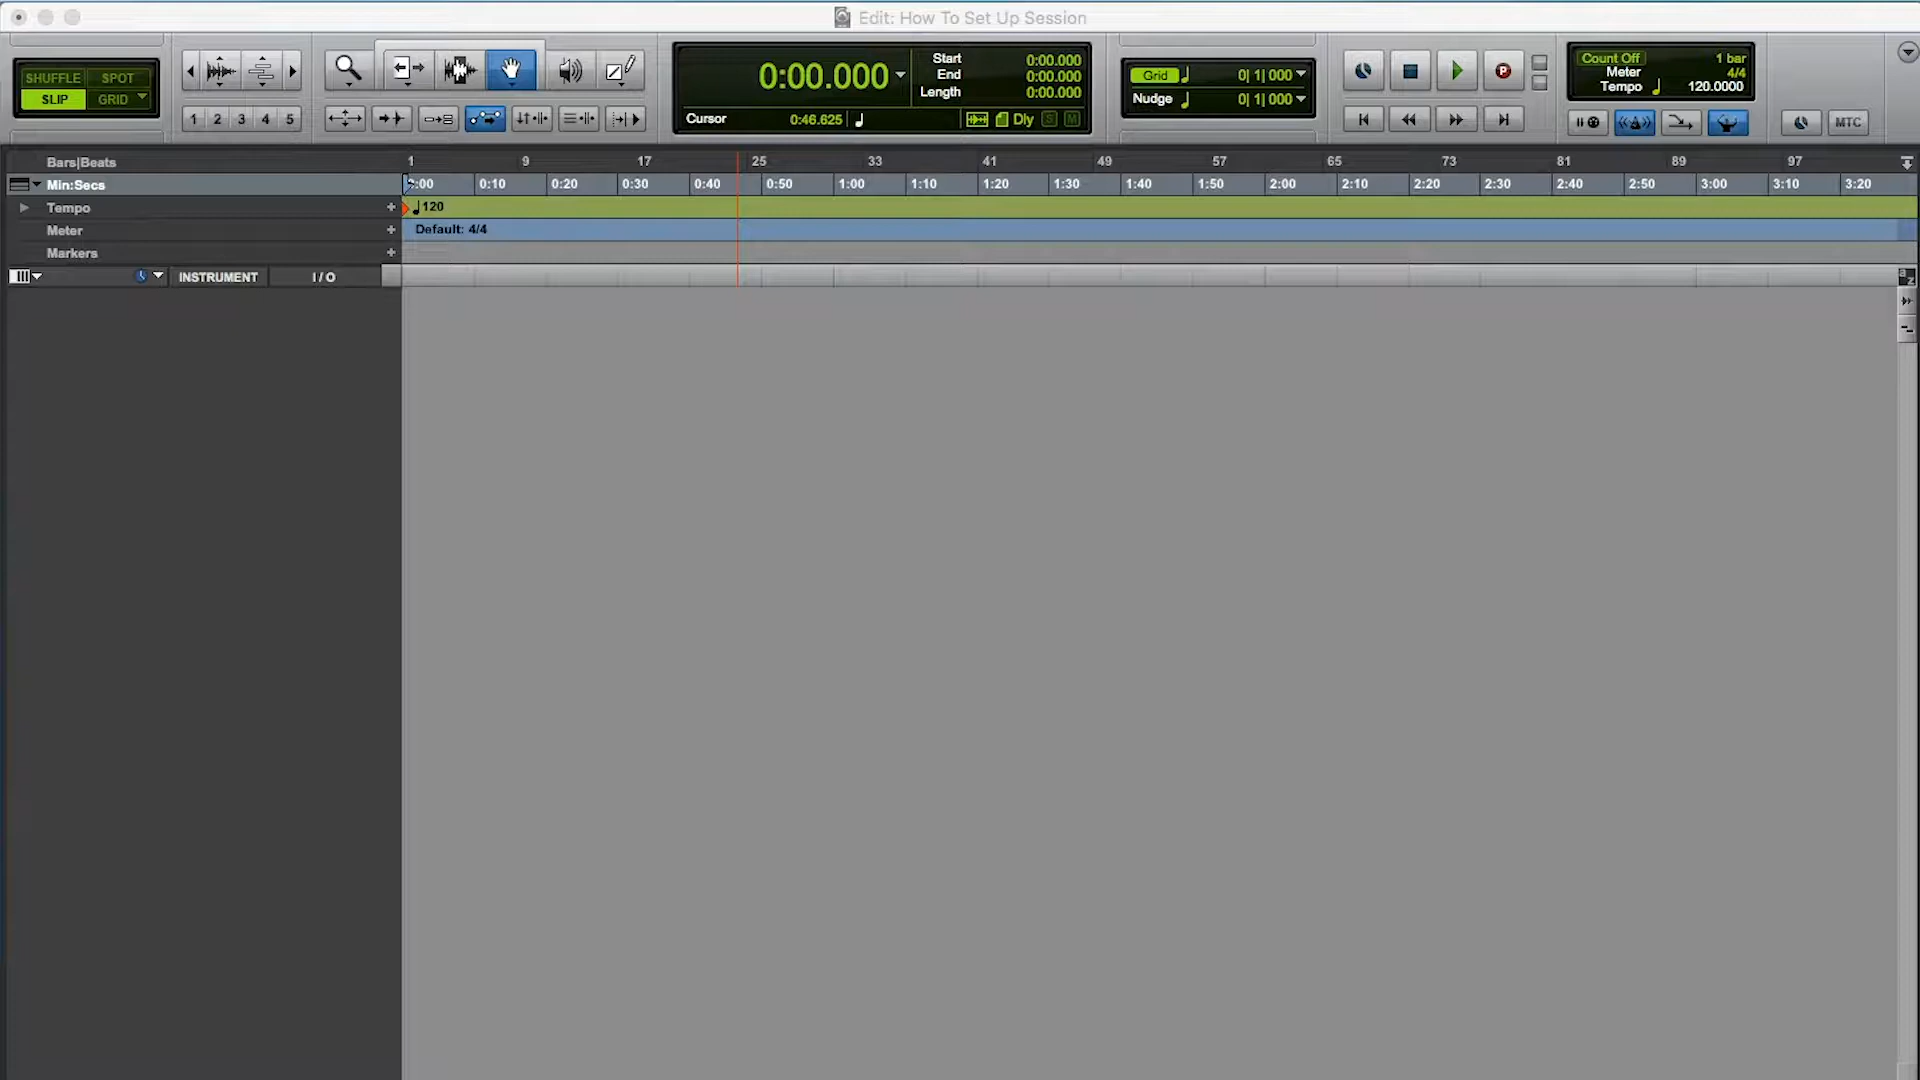 Edit: How To Set Up Session
SHUFFLE SPOT
SLIP GRID
1 2 3 4 5
0:00.000
Start 0:00.000
End 0:00.000
Length 0:00.000
Cursor 0:46.625 Dly S M
Grid 0| 1| 000
Nudge 0| 1| 000
P
Count Off 1 bar
Meter 4/4
Tempo 120.0000
MTC
Bars|Beats 1 9 17 25 33 41 49 57 65 73 81 89 97
Min:Secs :00 0:10 0:20 0:30 0:40 0:50 1:00 1:10 1:20 1:30 1:40 1:50 2:00 2:10 2:20 2:30 2:40 2:50 3:00 3:10 3:20
Tempo + 120
Meter + Default: 4/4
Markers +
INSTRUMENT I / O
a z